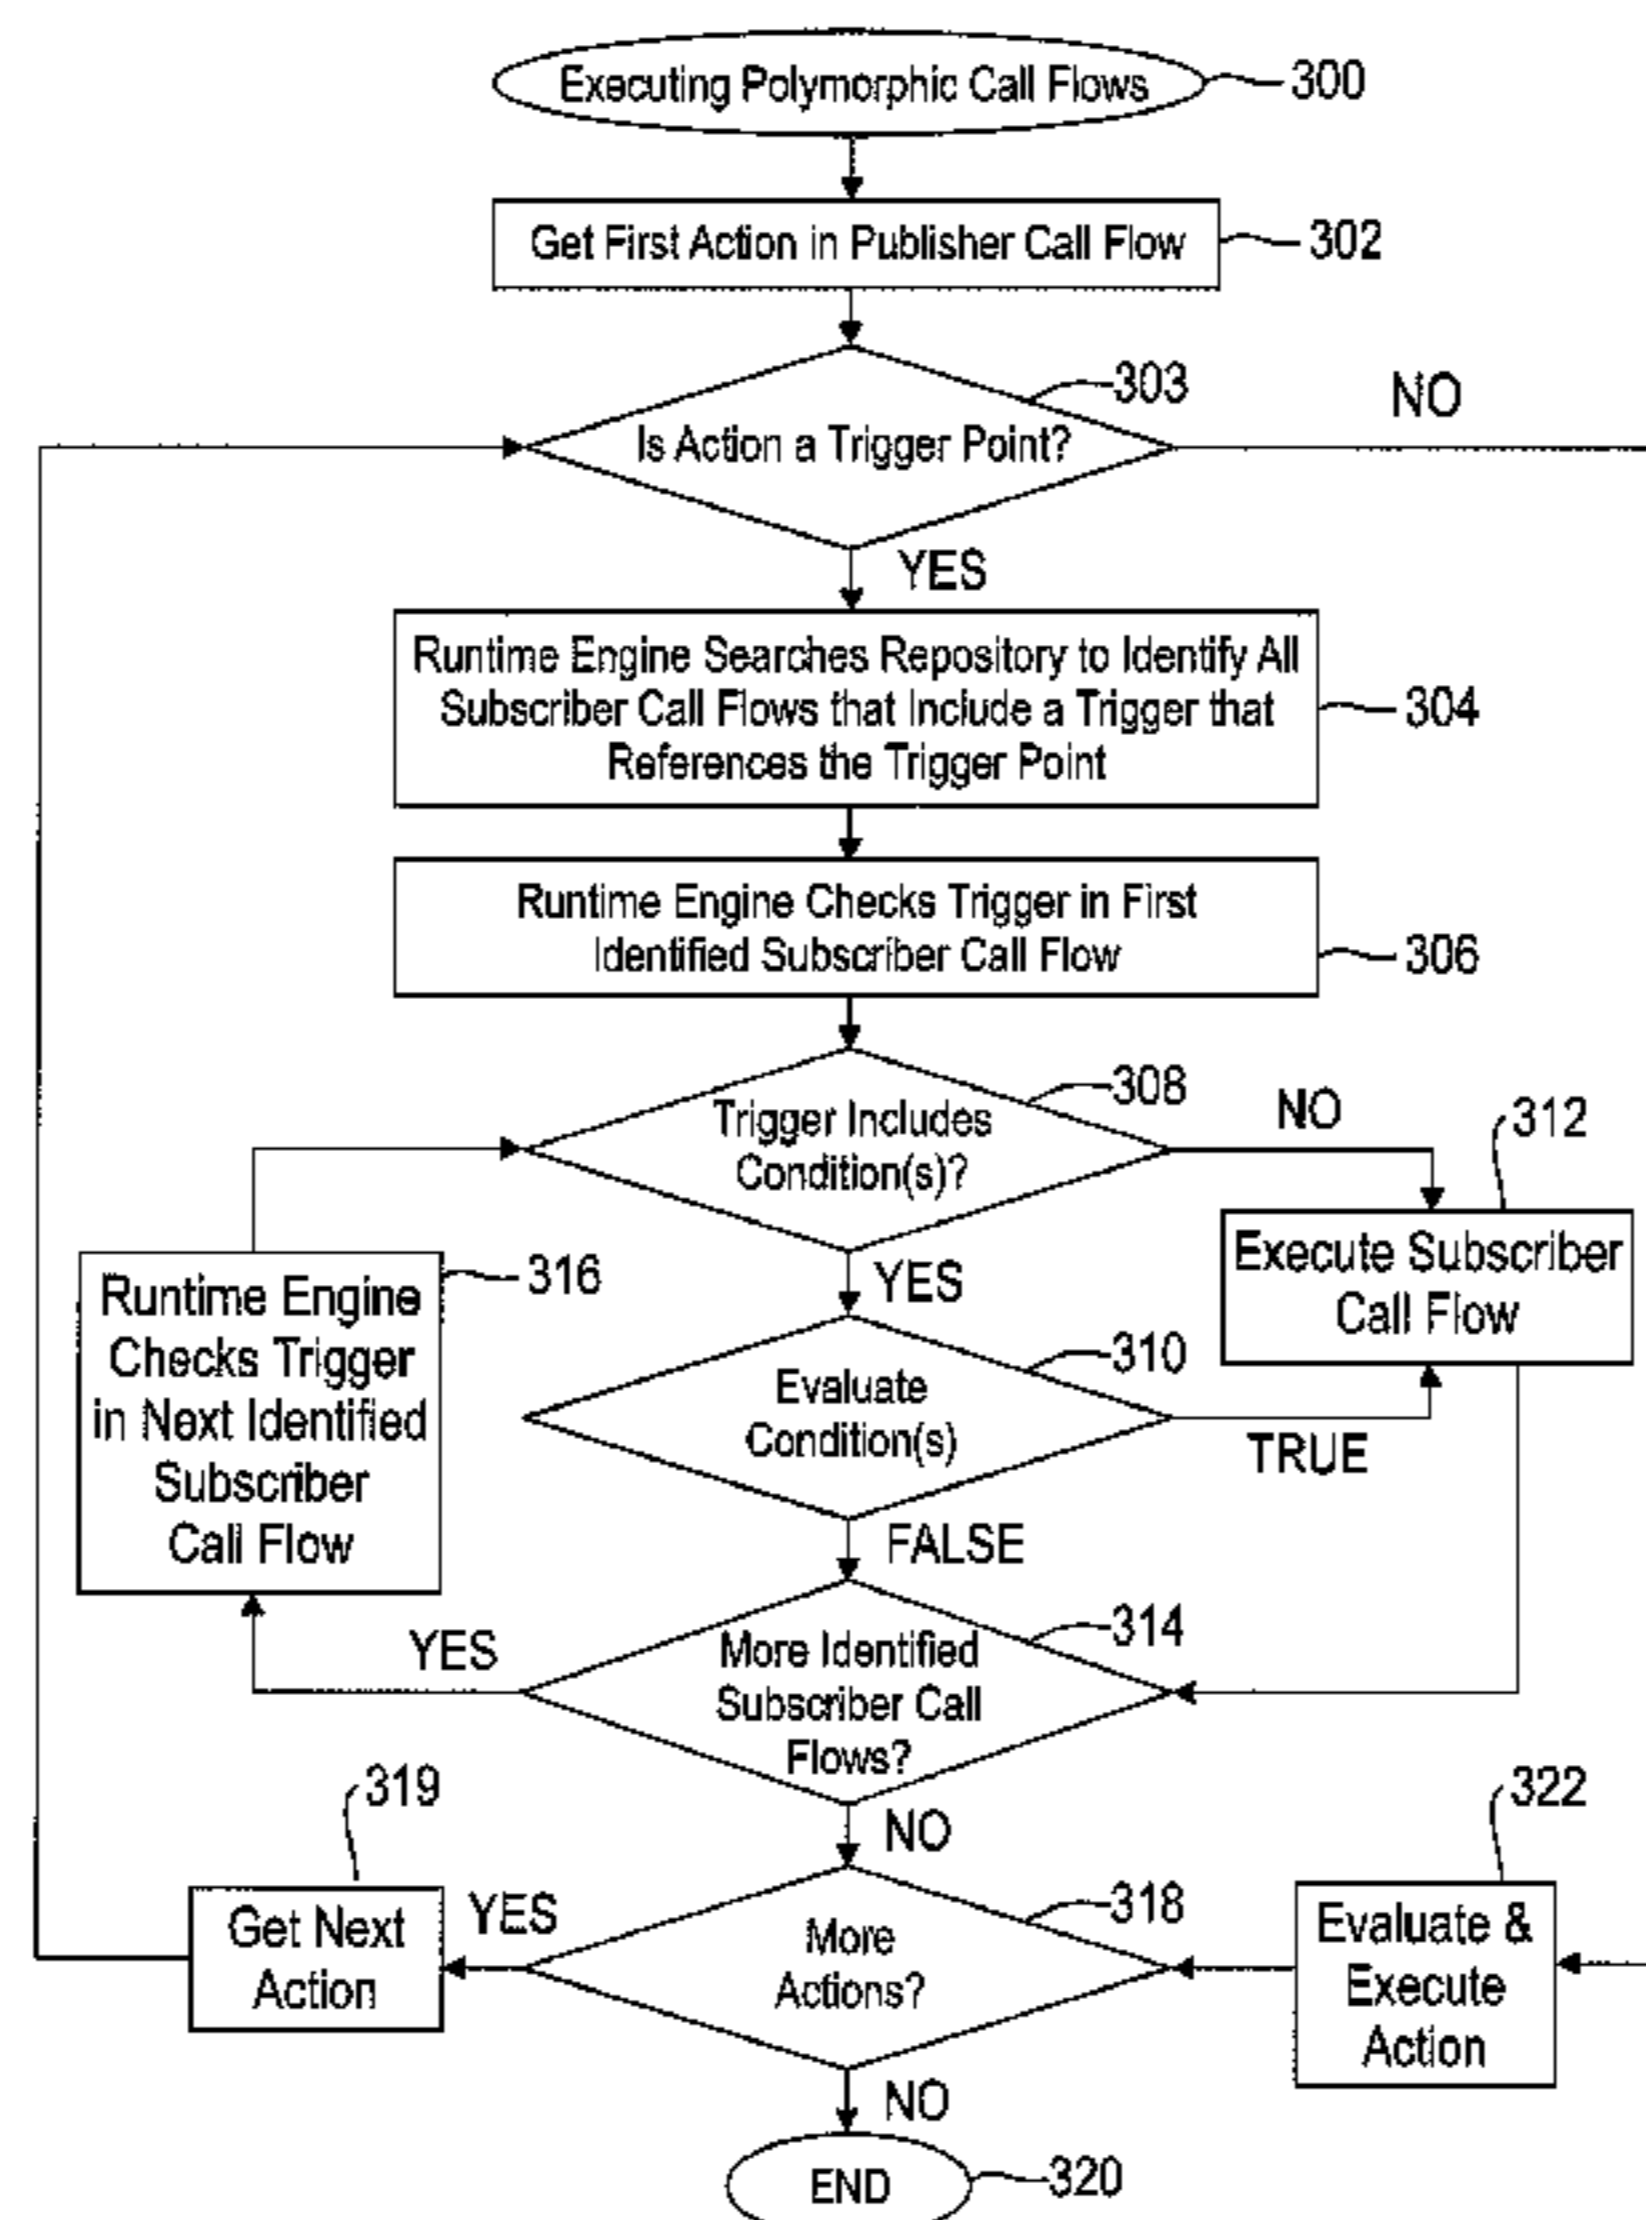 Executing Polymorphic Call Flows
300
Get First Action in Publisher Call Flow
302
303
NO
Is Action a Trigger Point?
YES
Runtime Engine Searches Repository to Identify All
Subscriber Call Flows that Include a Trigger that
References the Trigger Point
304
Runtime Engine Checks Trigger in First
Identified Subscriber Call Flow
306
308
NO
312
Trigger Includes
Condition(s)?
Execute Subscriber
Call Flow
YES
316
Runtime Engine
Checks Trigger
in Next Identified
Subscriber
Call Flow
310
Evaluate
Condition(s)
TRUE
FALSE
314
YES
More Identified
Subscriber Call
Flows?
319
322
NO
318
Get Next
Action
YES
More
Actions?
Evaluate &
Execute
Action
NO
END
320